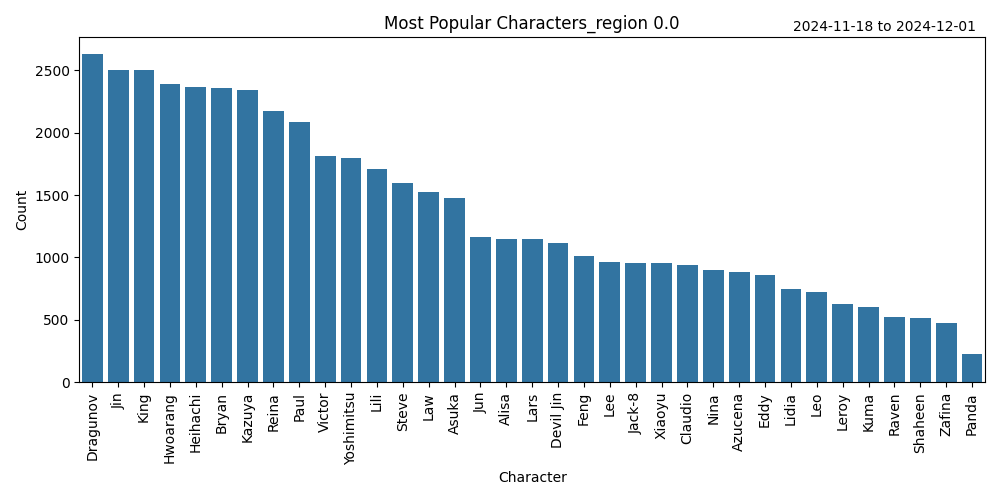 Most Popular Characters_region 0.0
2024-11-18 to 2024-12-01
Count
2500
2000
1500
1000
500
0
Dragunov
Jin
King
Hwoarang
Heihachi
Bryan
Kazuya
Reina
Paul
Victor
Yoshimitsu
Lili
Steve
Law
Asuka
Jun
Alisa
Lars
Devil Jin
Feng
Lee
Jack-8
Xiaoyu
Claudio
Nina
Azucena
Eddy
Lidia
Leo
Leroy
Kuma
Raven
Shaheen
Zafina
Panda
Character